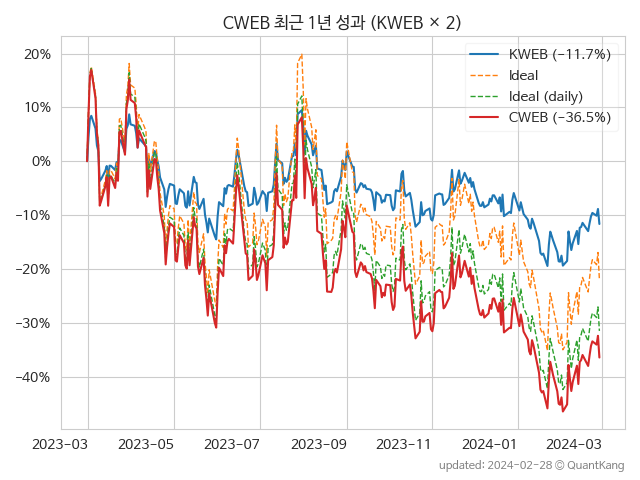 CWEB 최근 1년 성과 (KWEB × 2)
KWEB (−11.7%)
Ideal
Ideal (daily)
CWEB (−36.5%)
20%
10%
0%
−10%
−20%
−30%
−40%
2023−03 2023−05 2023−07 2023−09 2023−11 2024−01 2024−03
updated: 2024−02−28 © QuantKang